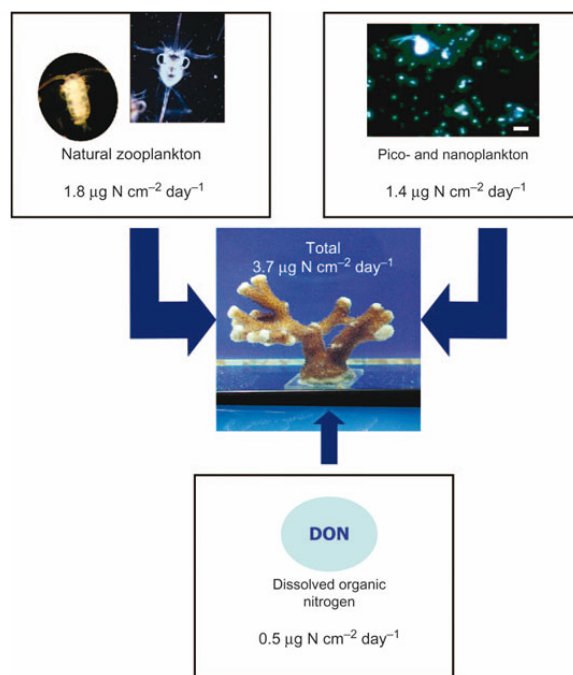 Natural zooplankton
1.8 μg N cm⁻² day⁻¹
Pico- and nanoplankton
1.4 μg N cm⁻² day⁻¹
Total
3.7 μg N cm⁻² day⁻¹
DON
Dissolved organic
nitrogen
0.5 μg N cm⁻² day⁻¹